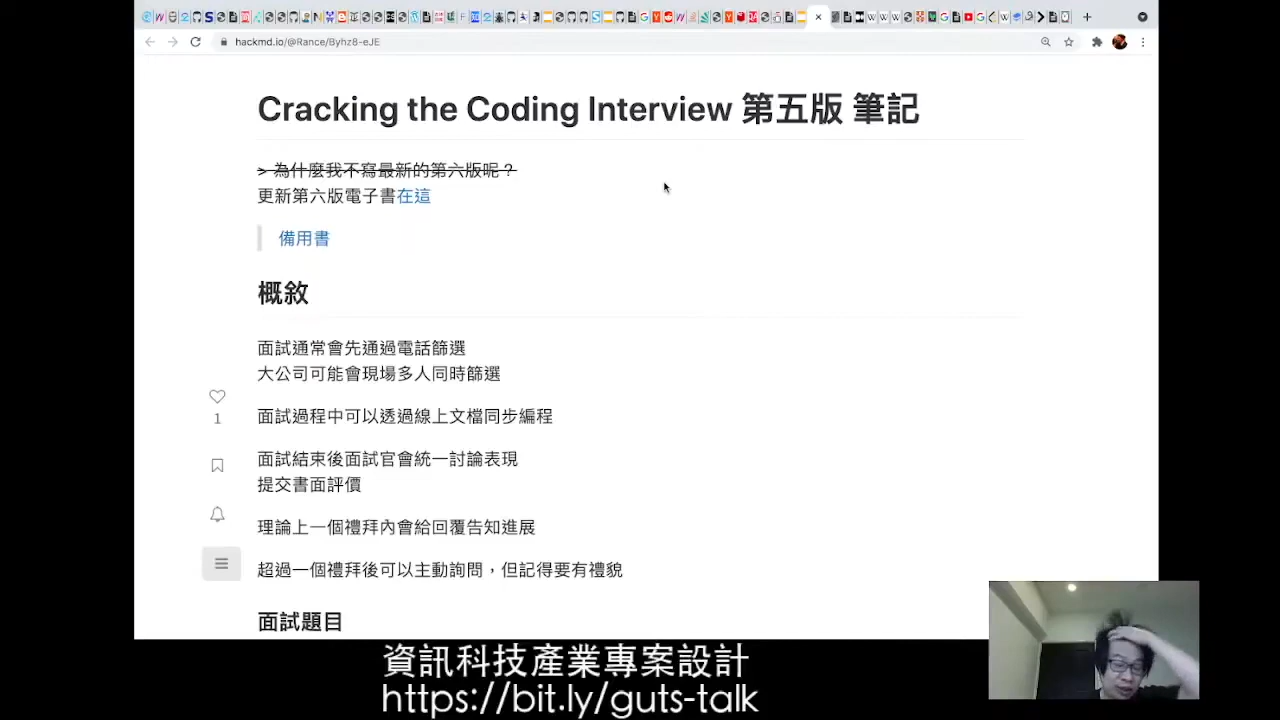 hackmd.io/@Rance/Byhz8-eJE
Cracking the Coding Interview 第五版 筆記
> 為什麼我不寫最新的第六版呢？
更新第六版電子書在這
備用書
概敘
面試通常會先通過電話篩選
大公司可能會現場多人同時篩選
面試過程中可以透過線上文檔同步編程
1
面試結束後面試官會統一討論表現
提交書面評價
理論上一個禮拜內會給回覆告知進展
超過一個禮拜後可以主動詢問，但記得要有禮貌
面試題目
資訊科技產業專案設計
https://bit.ly/guts-talk